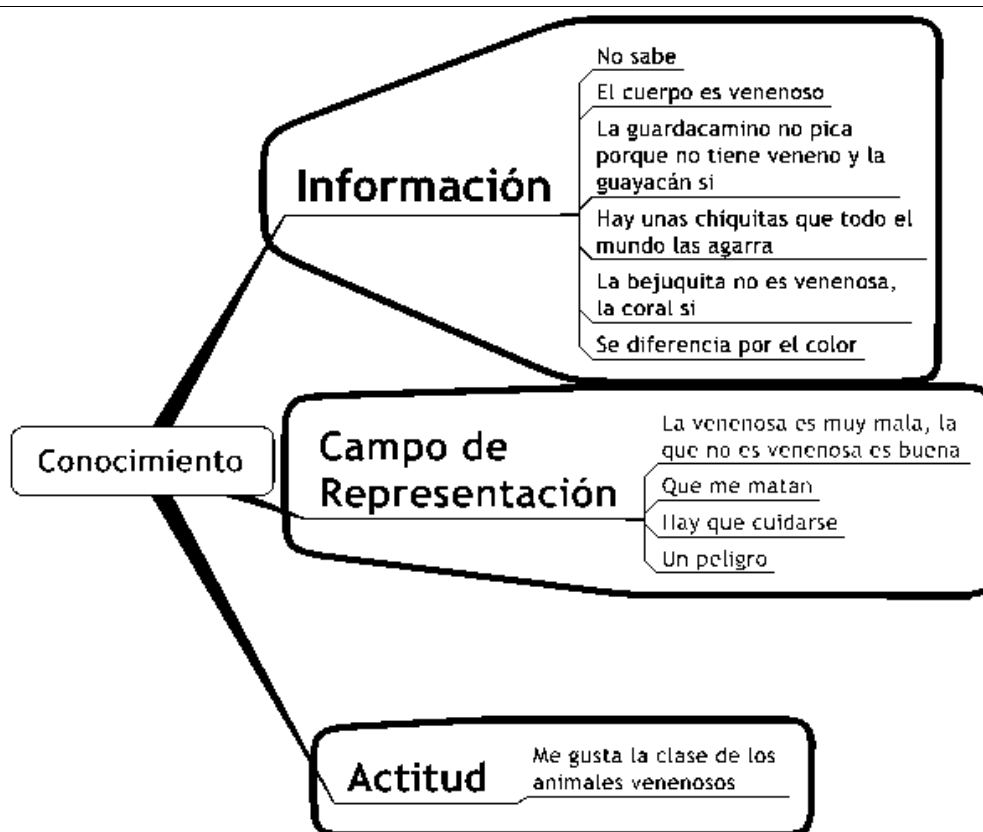 Conocimiento
Información
No sabe
El cuerpo es venenoso
La guardacamino no pica
porque no tiene veneno y la
guayacán si
Hay unas chiquitas que todo el
mundo las agarra
La bejuquita no es venenosa,
la coral si
Se diferencia por el color
Campo de
Representación
La venenosa es muy mala, la
que no es venenosa es buena
Que me matan
Hay que cuidarse
Un peligro
Actitud
Me gusta la clase de los
animales venenosos